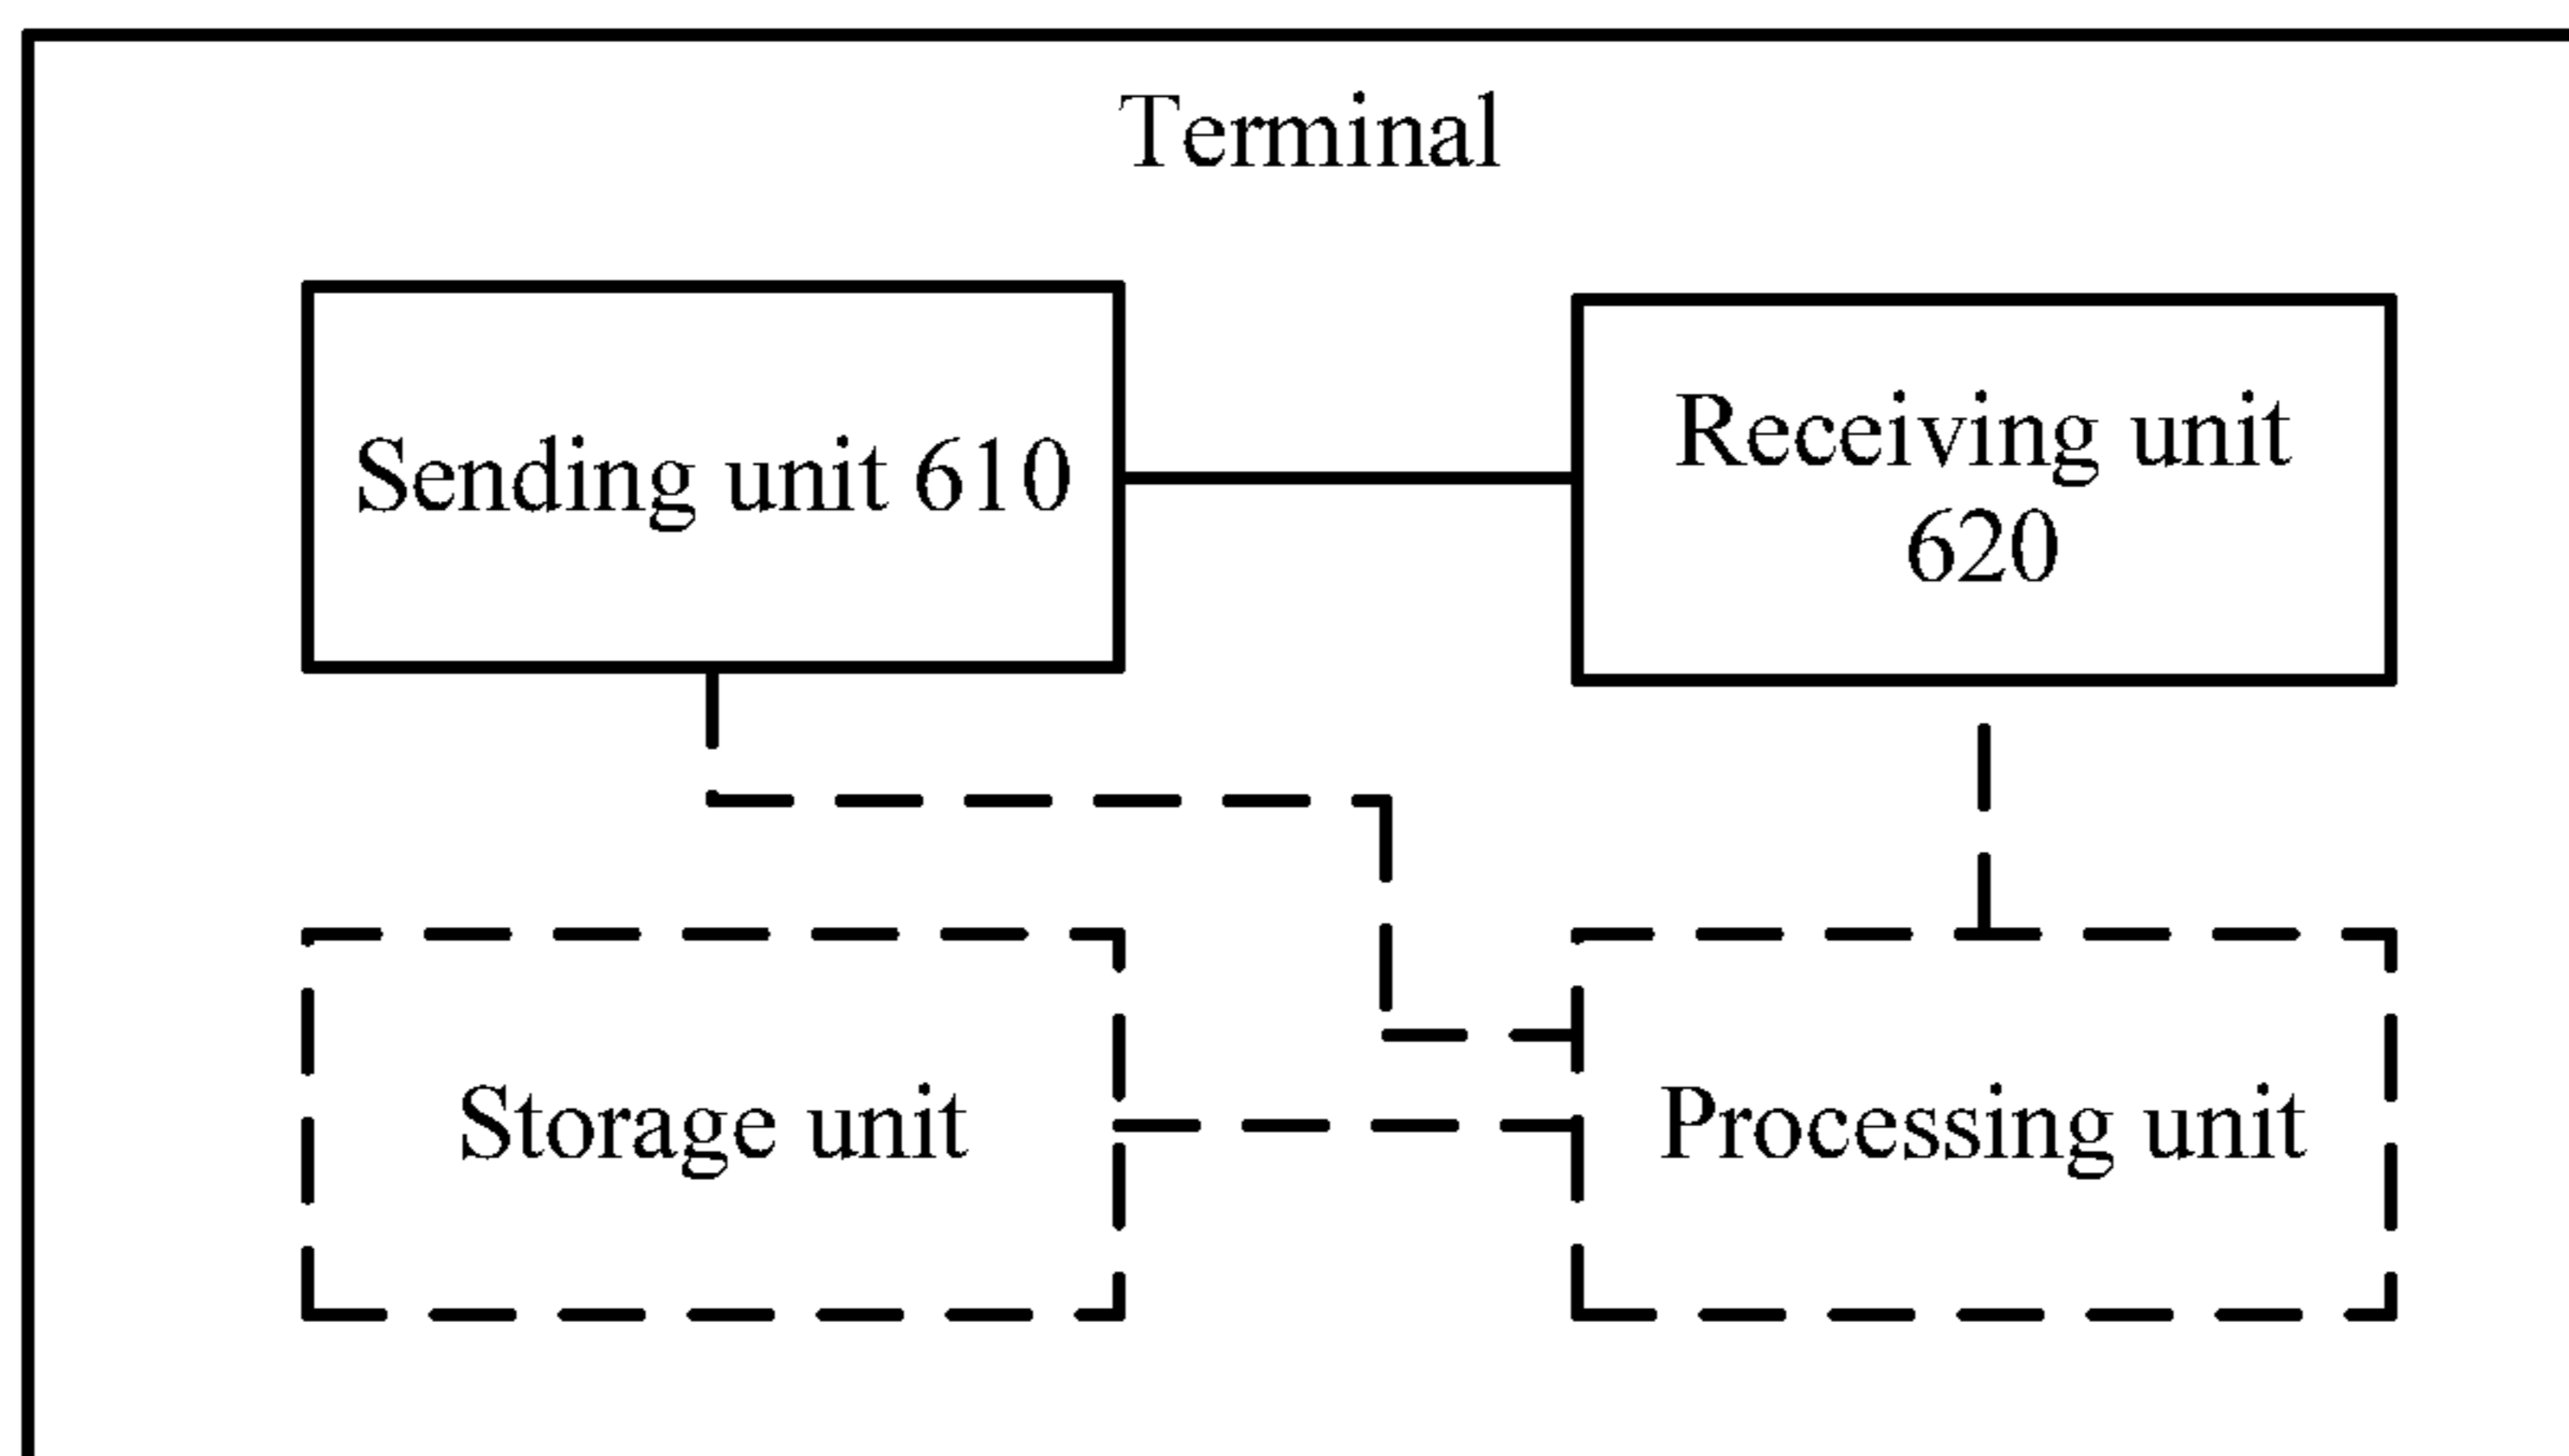 Terminal
Sending unit 610
Receiving unit
620
Storage unit
Processing unit